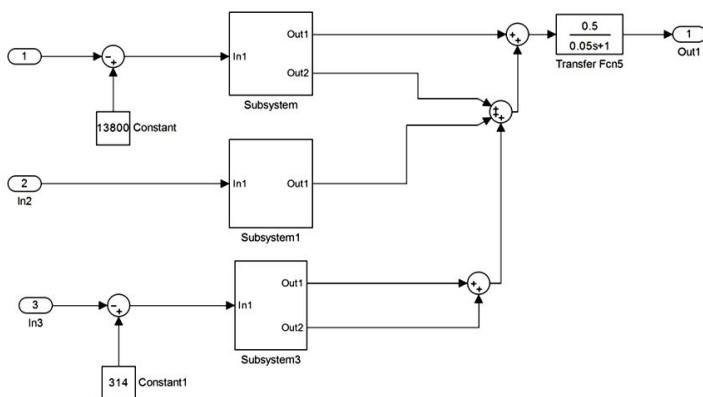 1
13800 Constant
In1
Out1
Out2
Subsystem
0.5
0.05s+1
Transfer Fcn5
1
Out1
2
In2
In1
Out1
Subsystem1
3
In3
314 Constant1
In1
Out1
Out2
Subsystem3